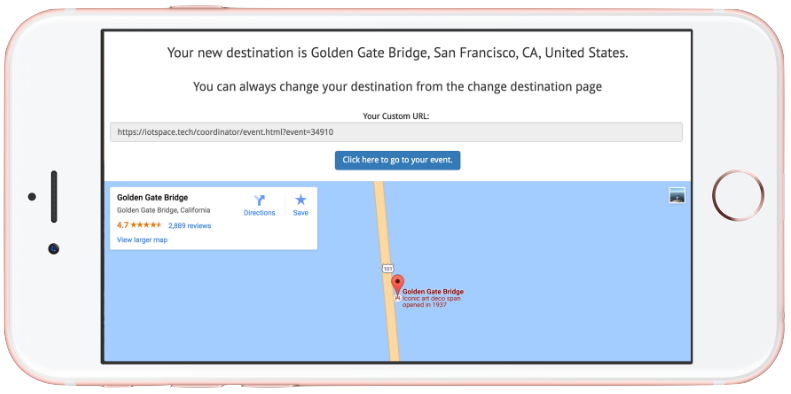 Your new destination is Golden Gate Bridge, San Francisco, CA, United States.
You can always change your destination from the change destination page
Your Custom URL:
https://iotspace.tech/coordinator/event.html?event=34910
Click here to go to your event.
Golden Gate Bridge
Golden Gate Bridge, California
4.7 ★★★★★ 2,889 reviews
View larger map
Directions
Save
101
Golden Gate Bridge
Iconic art deco span
opened in 1937